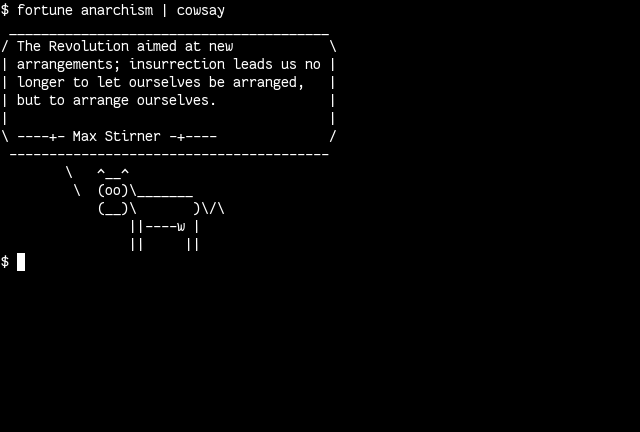 $ fortune anarchism | cowsay
 ________________________________________
/ The Revolution aimed at new            \
| arrangements; insurrection leads us no |
| longer to let ourselves be arranged,   |
| but to arrange ourselves.              |
|                                        |
\ ----+- Max Stirner -+----              /
 ----------------------------------------
        \   ^__^
         \  (oo)\_______
            (__)\       )\/\
                ||----w |
                ||     ||
$